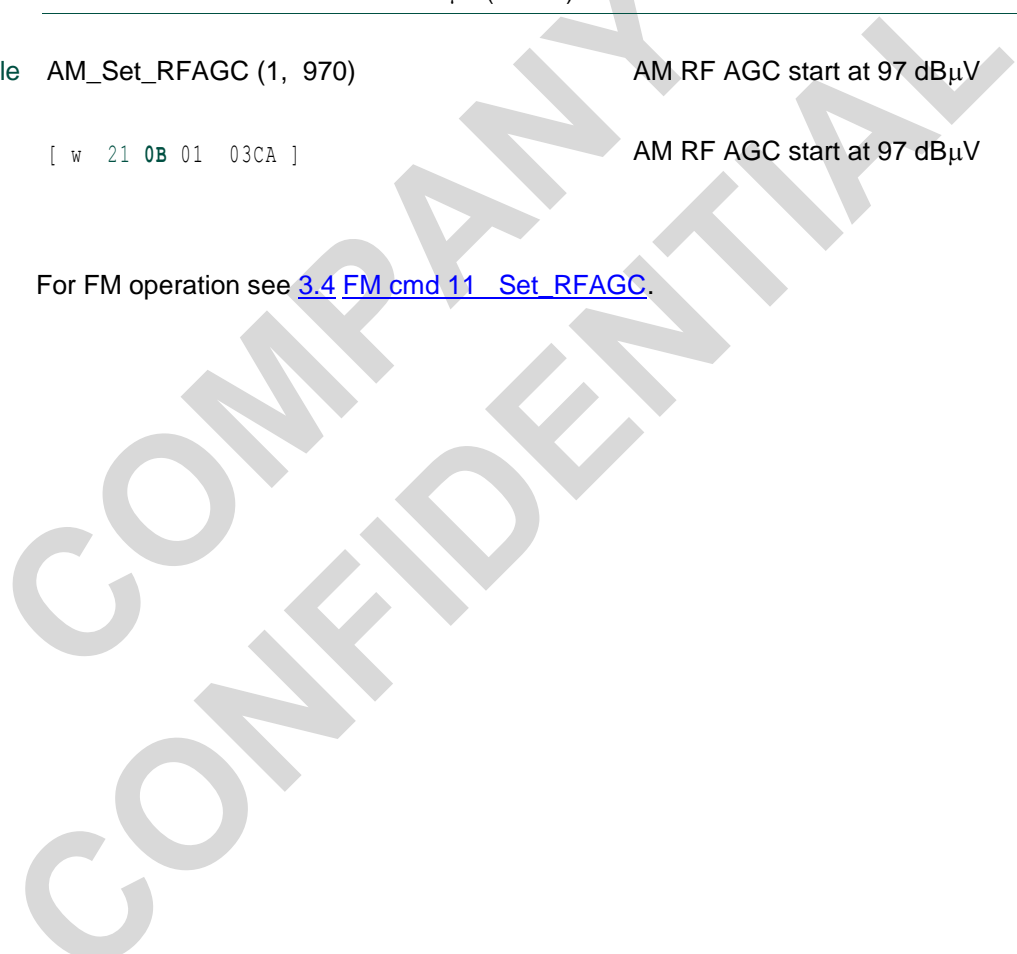 le AM_Set_RFAGC (1, 970) AM RF AGC start at 97 dBμV
[ w 21 0B 01 03CA ] AM RF AGC start at 97 dBμV
For FM operation see 3.4 FM cmd 11 Set_RFAGC.
COMPANY
CONFIDENTIAL